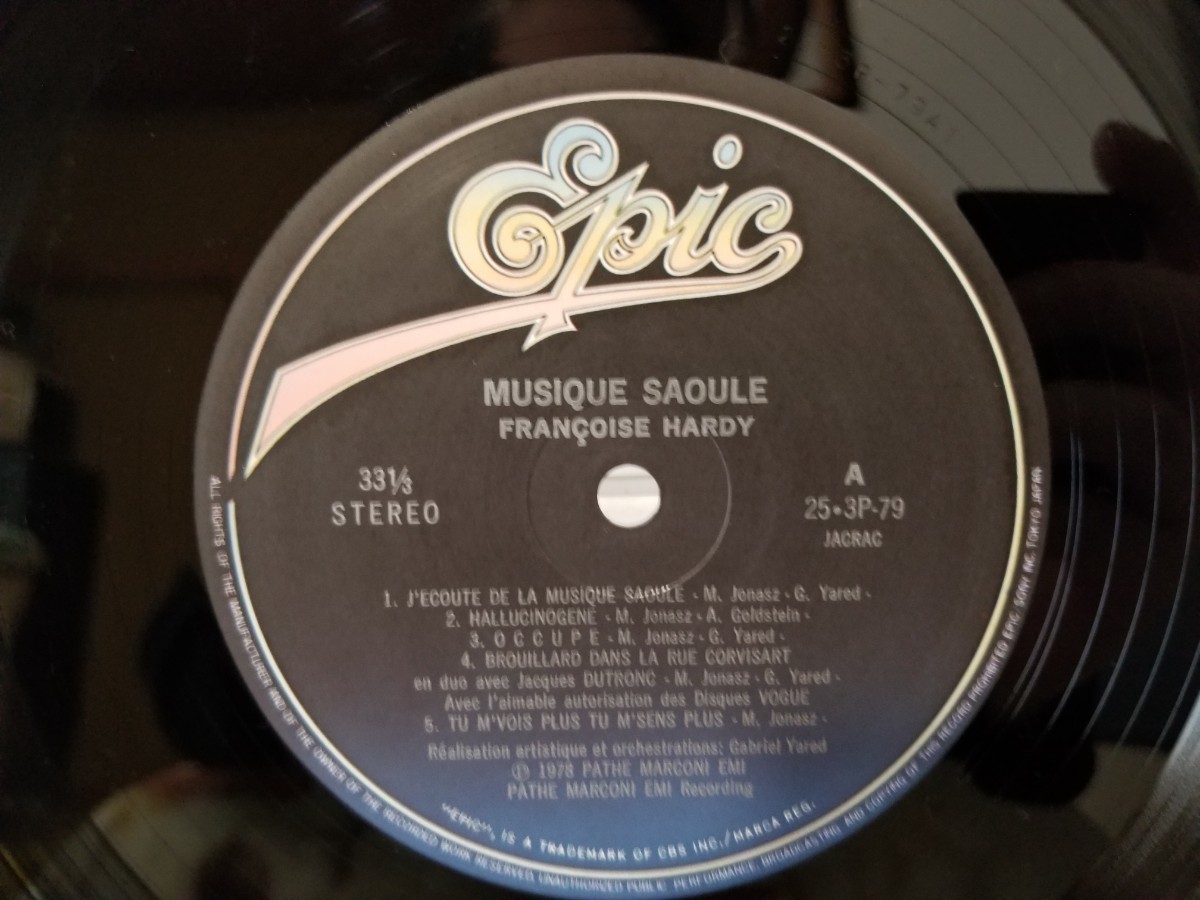 Epic
MUSIQUE SAOULE
FRANÇOISE HARDY
33⅓
STEREO
A
25•3P-79
JACRAC
1. J'ECOUTE DE LA MUSIQUE SAOULE - M. Jonasz - G. Yared -
2. HALLUCINOGENE - M. Jonasz - A. Goldstein -
3. O C C U P E - M. Jonasz - G. Yared -
4. BROUILLARD DANS LA RUE CORVISART
en duo avec Jacques DUTRONC - M. Jonasz - G. Yared -
Avec l'aimable autorisation des Disques VOGUE
5. TU M'VOIS PLUS TU M'SENS PLUS - M. Jonasz -
Réalisation artistique et orchestrations: Gabriel Yared
Ⓟ 1978 PATHE MARCONI EMI
PATHE MARCONI EMI Recording
"EPIC", IS A TRADEMARK OF CBS INC./MARCA REG.
ALL RIGHTS OF THE MANUFACTURER AND OF THE OWNER OF THE RECORDED WORK RESERVED. UNAUTHORIZED PUBLIC PERFORMANCE, BROADCASTING AND COPYING OF THIS RECORD PROHIBITED EPIC/SONY INC. TOKYO JAPAN